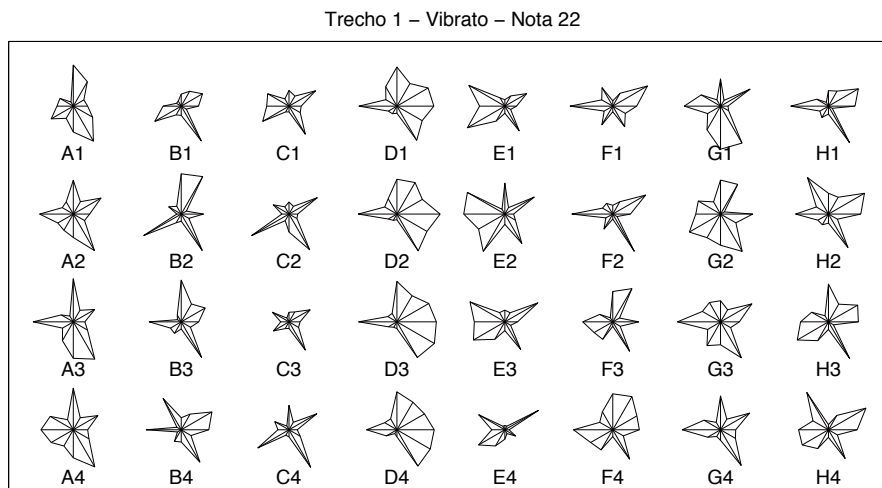 Trecho 1 – Vibrato – Nota 22
A1 B1 C1 D1 E1 F1 G1 H1
A2 B2 C2 D2 E2 F2 G2 H2
A3 B3 C3 D3 E3 F3 G3 H3
A4 B4 C4 D4 E4 F4 G4 H4